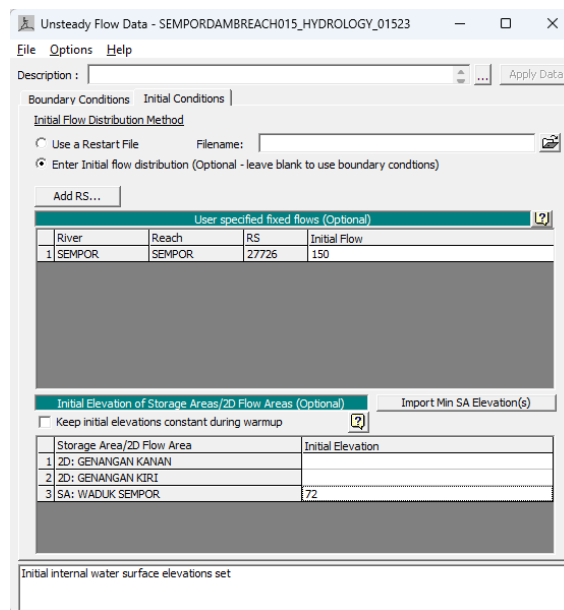 Unsteady Flow Data - SEMPORDAMBREACH015_HYDROLOGY_01523
File Options Help
Description : ... Apply Data
Boundary Conditions Initial Conditions
Initial Flow Distribution Method
Use a Restart File Filename:
Enter Initial flow distribution (Optional - leave blank to use boundary condtions)
Add RS...
User specified fixed flows (Optional)
River Reach RS Initial Flow
1 SEMPOR SEMPOR 27726 150
Initial Elevation of Storage Areas/2D Flow Areas (Optional) Import Min SA Elevation(s)
Keep initial elevations constant during warmup
Storage Area/2D Flow Area Initial Elevation
1 2D: GENANGAN KANAN
2 2D: GENANGAN KIRI
3 SA: WADUK SEMPOR 72
Initial internal water surface elevations set